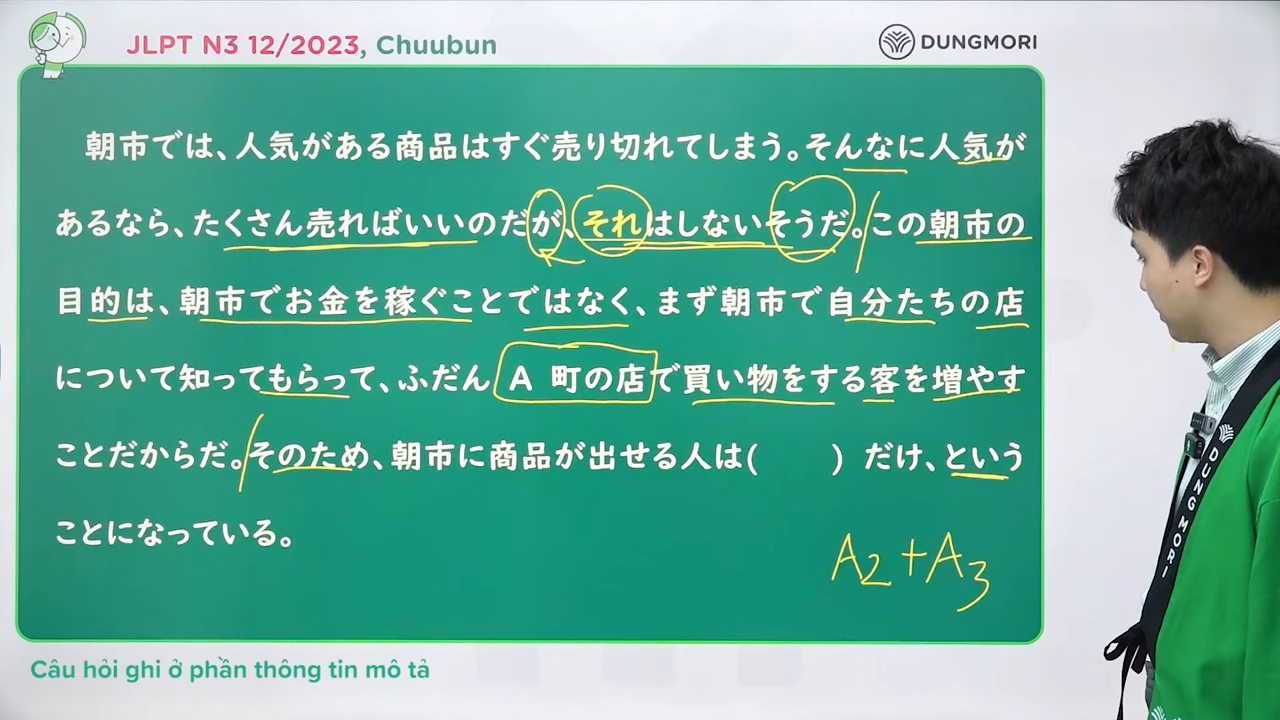 JLPT N3 12/2023, Chuubun
DUNGMORI
朝市では、人気がある商品はすぐ売り切れてしまう。そんなに人気が
あるなら、たくさん売ればいいのだが、それはしないそうだ。この朝市の
目的は、朝市でお金を稼ぐことではなく、まず朝市で自分たちの店
について知ってもらって、ふだん A 町の店で買い物をする客を増やす
ことだからだ。そのため、朝市に商品が出せる人は(　　) だけ、という
ことになっている。
A2+A3
Câu hỏi ghi ở phần thông tin mô tả
DUNGMORI